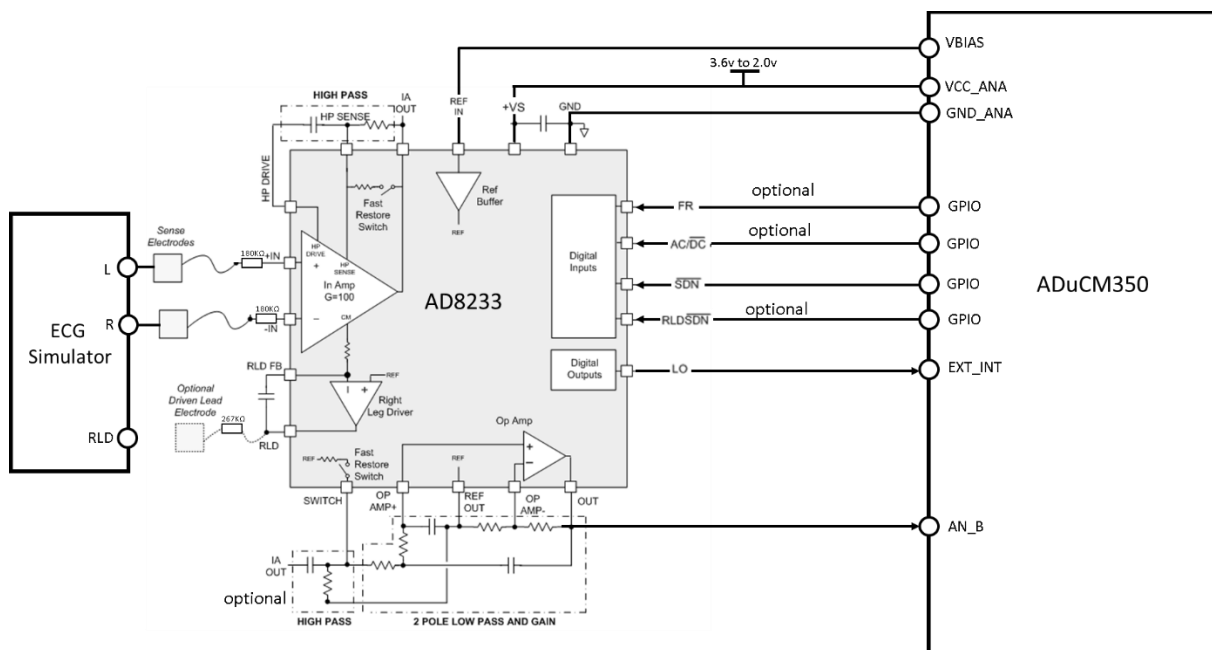 VBIAS
3.6v to 2.0v
VCC_ANA
GND_ANA
HIGH PASS
IA
OUT
HP SENSE
REF
IN
+VS
GND
HP DRIVE
Fast
Restore
Switch
Ref
Buffer
REF
FR
optional
GPIO
AC/D̅C̅
optional
GPIO
S̅D̅N̅
GPIO
RLDS̅D̅N̅
optional
GPIO
Digital
Inputs
ADuCM350
Sense
Electrodes
L
180KΩ
+IN
HP
DRIVE
+
HP
SENSE
In Amp
G=100
AD8233
ECG
Simulator
R
180KΩ
-IN
−
CM
Digital
Outputs
LO
EXT_INT
RLD FB
REF
I
+
Right
Leg Driver
Optional
Driven Lead
Electrode
267KΩ
RLD
RLD
Op Amp
+
−
REF
Fast
Restore
Switch
REF
SWITCH
OP
AMP+
REF
OUT
OP
AMP-
OUT
AN_B
IA
OUT
optional
HIGH PASS
2 POLE LOW PASS AND GAIN